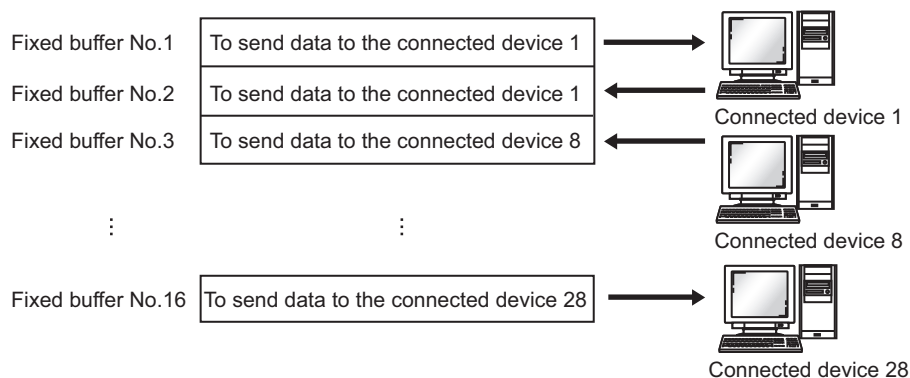 Fixed buffer No.1 To send data to the connected device 1
Fixed buffer No.2 To send data to the connected device 1
Connected device 1
Fixed buffer No.3 To send data to the connected device 8
Connected device 8
⋮ ⋮
Fixed buffer No.16 To send data to the connected device 28
Connected device 28